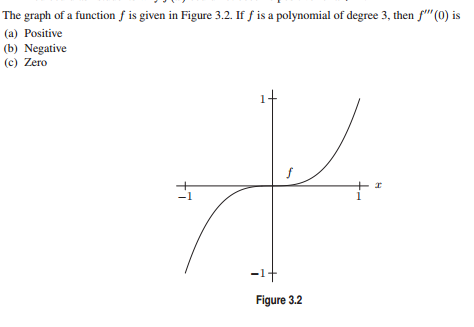 The graph of a function f is given in Figure 3.2. If f is a polynomial of degree 3, then f′′′(0) is
(a) Positive
(b) Negative
(c) Zero
1
f
x
−1
1
−1
Figure 3.2